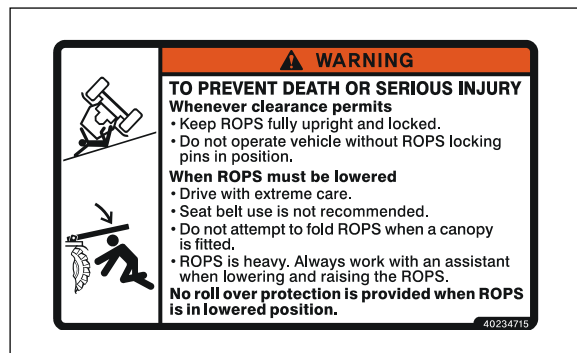 WARNING
TO PREVENT DEATH OR SERIOUS INJURY
Whenever clearance permits
• Keep ROPS fully upright and locked.
• Do not operate vehicle without ROPS locking
pins in position.
When ROPS must be lowered
• Drive with extreme care.
• Seat belt use is not recommended.
• Do not attempt to fold ROPS when a canopy
is fitted.
• ROPS is heavy. Always work with an assistant
when lowering and raising the ROPS.
No roll over protection is provided when ROPS
is in lowered position.
40234715